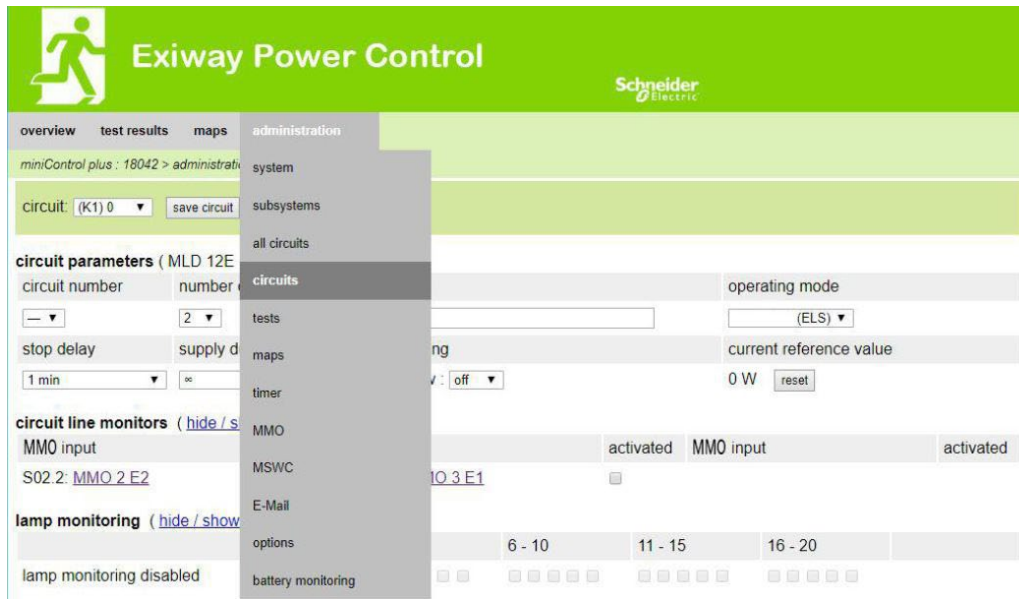 Exiway Power Control
Schneider
Electric
overview test results maps administration
miniControl plus : 18042 > administrati
system
circuit: (K1) 0 save circuit
subsystems
all circuits
circuit parameters ( MLD 12E
circuit number number circuits operating mode
— 2 tests (ELS)
stop delay supply d maps ng current reference value
1 min ∞ : off 0 W reset
timer
circuit line monitors ( hide / s
MMO
MMO input activated MMO input activated
MSWC
S02.2: MMO 2 E2 MO 3 E1
E-Mail
lamp monitoring ( hide / show
options 6 - 10 11 - 15 16 - 20
lamp monitoring disabled battery monitoring